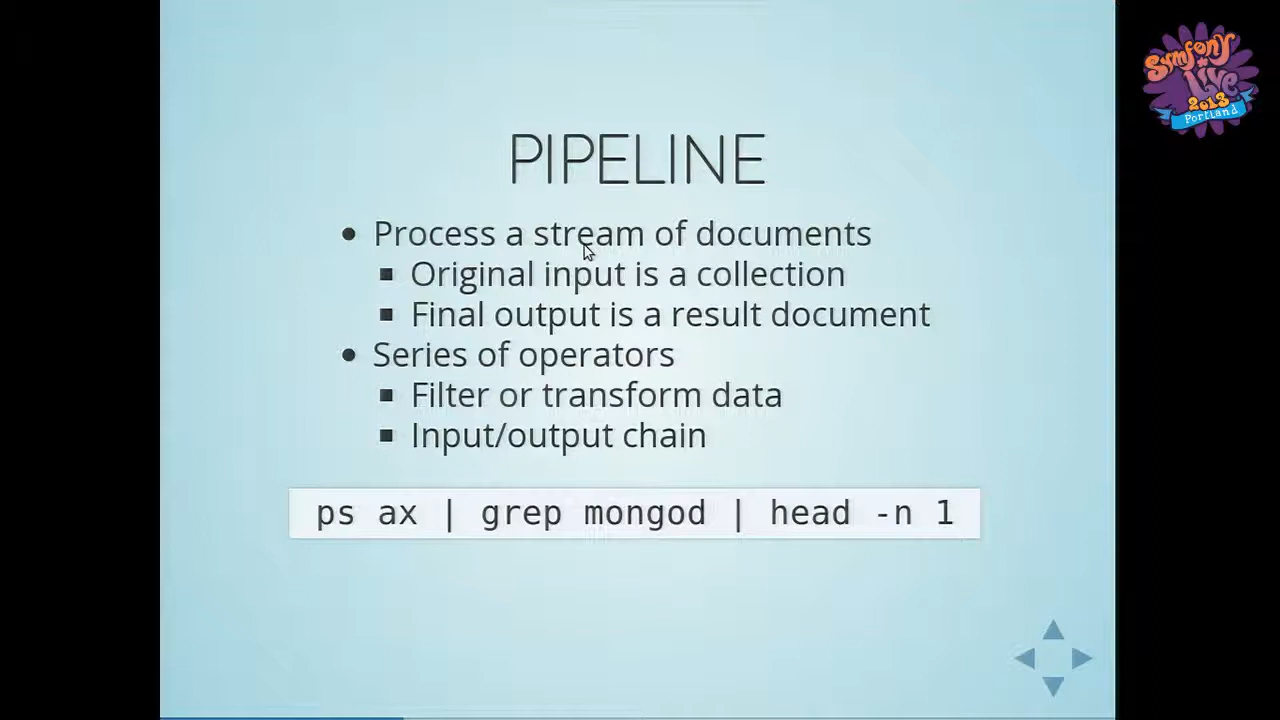 PIPELINE
Process a stream of documents
Original input is a collection
Final output is a result document
Series of operators
Filter or transform data
Input/output chain
ps ax | grep mongod | head -n 1
Symfony
Live
2013
Portland